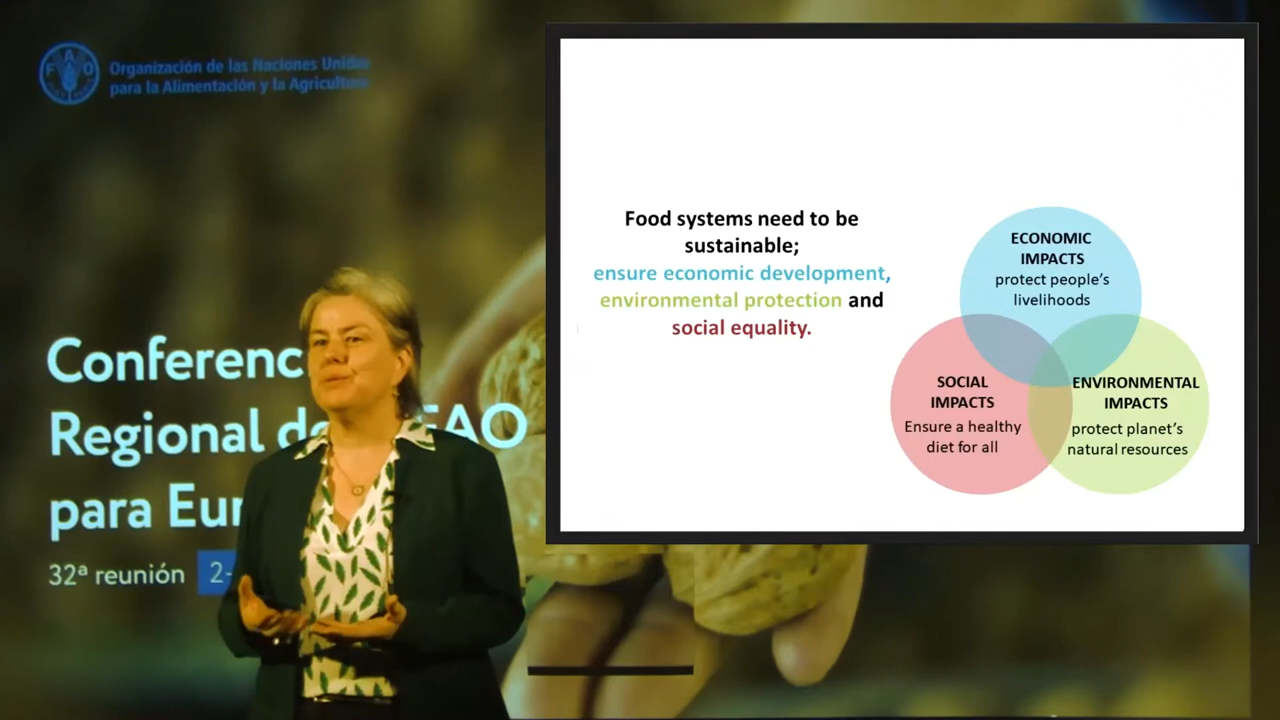 FAO
Organización de las Naciones Unidas
para la Alimentación y la Agricultura
Conferenc
Regional de
FAO
para Eur
32ª reunión
2-
Food systems need to be
sustainable;
ensure economic development,
environmental protection and
social equality.
ECONOMIC
IMPACTS
protect people's
livelihoods
SOCIAL
IMPACTS
Ensure a healthy
diet for all
ENVIRONMENTAL
IMPACTS
protect planet's
natural resources